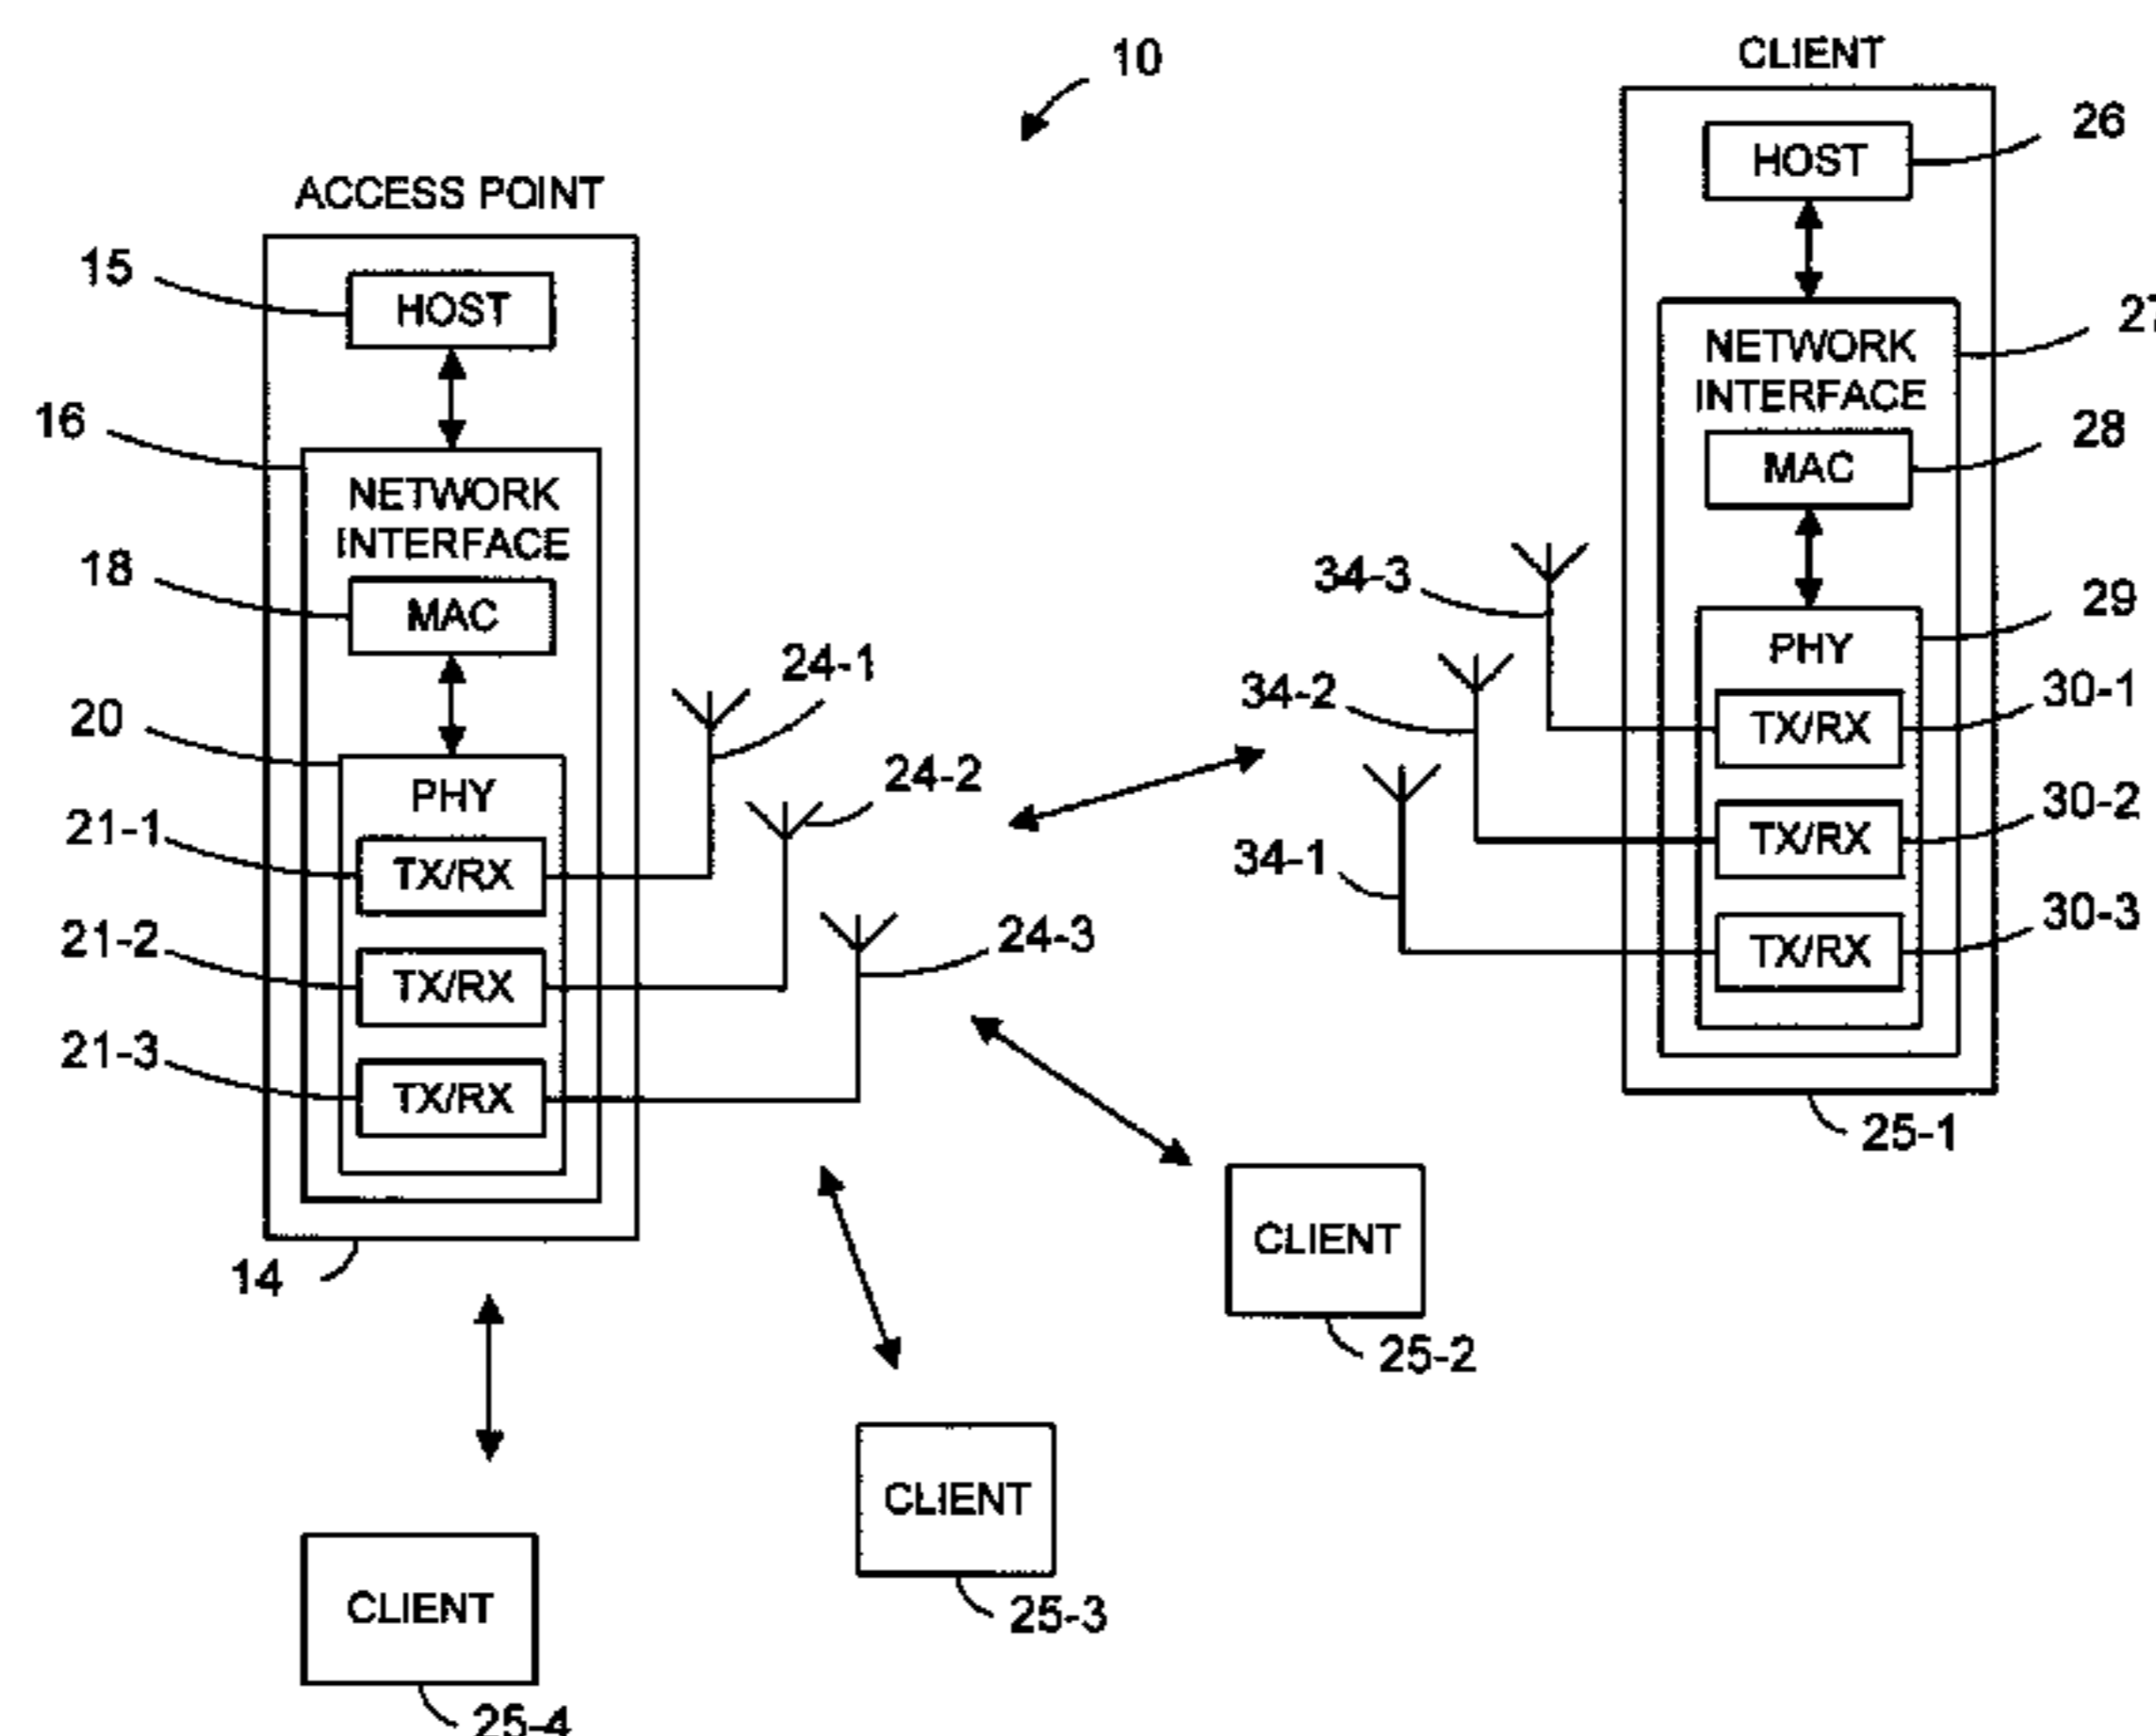 10
CLIENT
HOST
26
NETWORK
INTERFACE
27
MAC
28
PHY
29
TX/RX
30-1
TX/RX
30-2
TX/RX
30-3
25-1
34-3
34-2
34-1
ACCESS POINT
15
HOST
16
NETWORK
INTERFACE
18
MAC
20
PHY
21-1
TX/RX
21-2
TX/RX
21-3
TX/RX
14
24-1
24-2
24-3
CLIENT
25-2
CLIENT
25-3
CLIENT
25-4